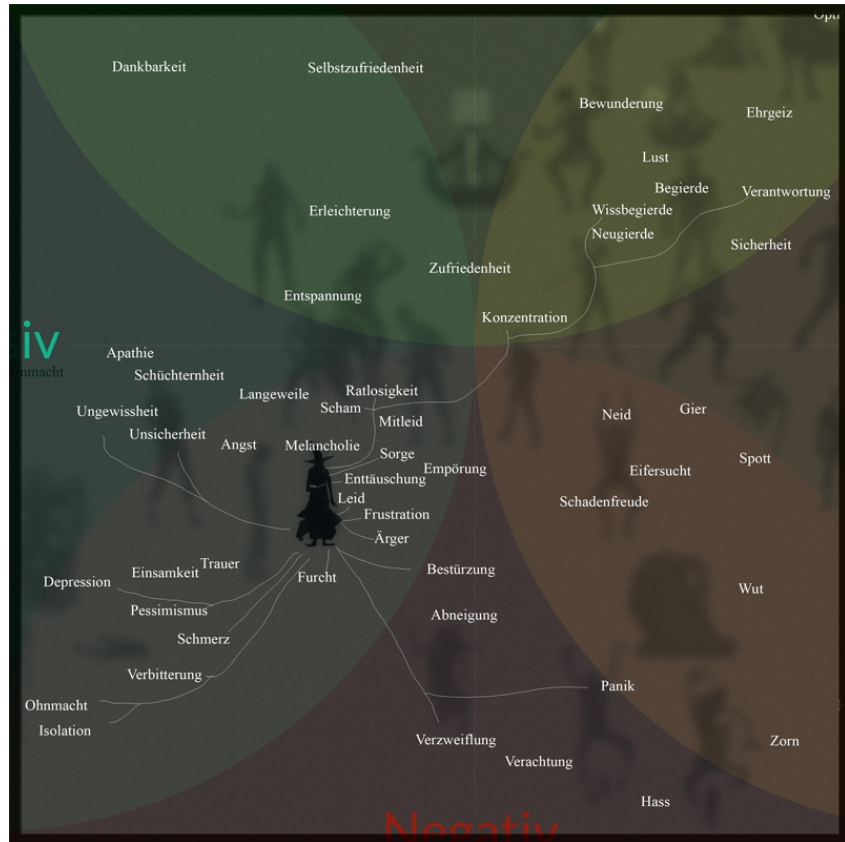 Dankbarkeit
Selbstzufriedenheit
Bewunderung
Ehrgeiz
Lust
Begierde
Verantwortung
Wissbegierde
Erleichterung
Neugierde
Sicherheit
Zufriedenheit
Entspannung
Konzentration
iv
Apathie
Schüchternheit
Langeweile
Ratlosigkeit
Scham
Mitleid
Ungewissheit
Unsicherheit
Angst
Melancholie
Sorge
Empörung
Enttäuschung
Leid
Frustration
Ärger
Neid
Gier
Spott
Eifersucht
Schadenfreude
Trauer
Einsamkeit
Depression
Furcht
Bestürzung
Wut
Pessimismus
Abneigung
Schmerz
Verbitterung
Panik
Ohnmacht
Isolation
Verzweiflung
Zorn
Verachtung
Hass
Negativ